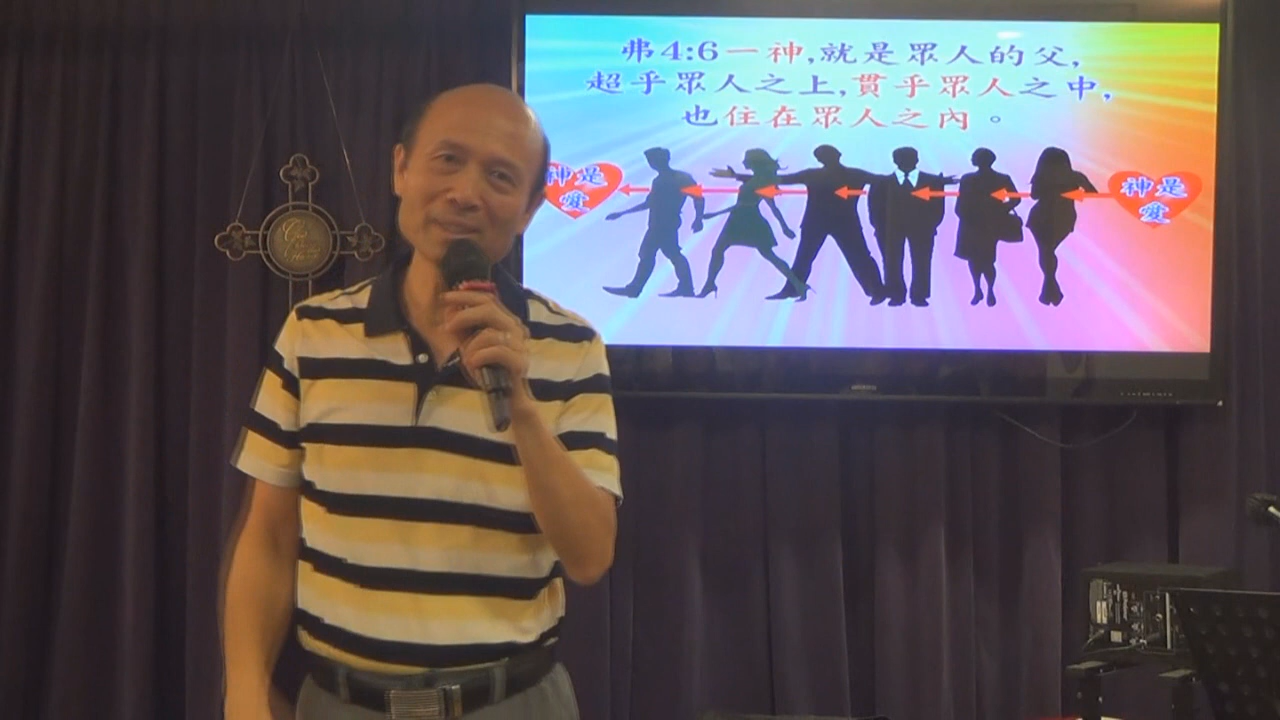 弗4:6一神,就是眾人的父,
超乎眾人之上,貫乎眾人之中,
也住在眾人之內。
神是
愛
神是
愛